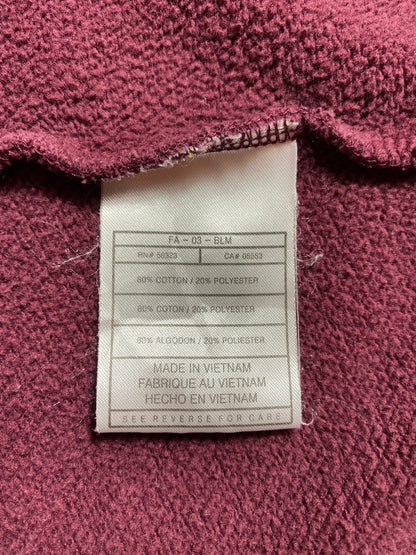 FA - 03 - BLM
RN# 56323 CA# 05553
80% COTTON / 20% POLYESTER
80% COTON / 20% POLYESTER
80% ALGODON / 20% POLIESTER
MADE IN VIETNAM
FABRIQUE AU VIETNAM
HECHO EN VIETNAM
SEE REVERSE FOR CARE